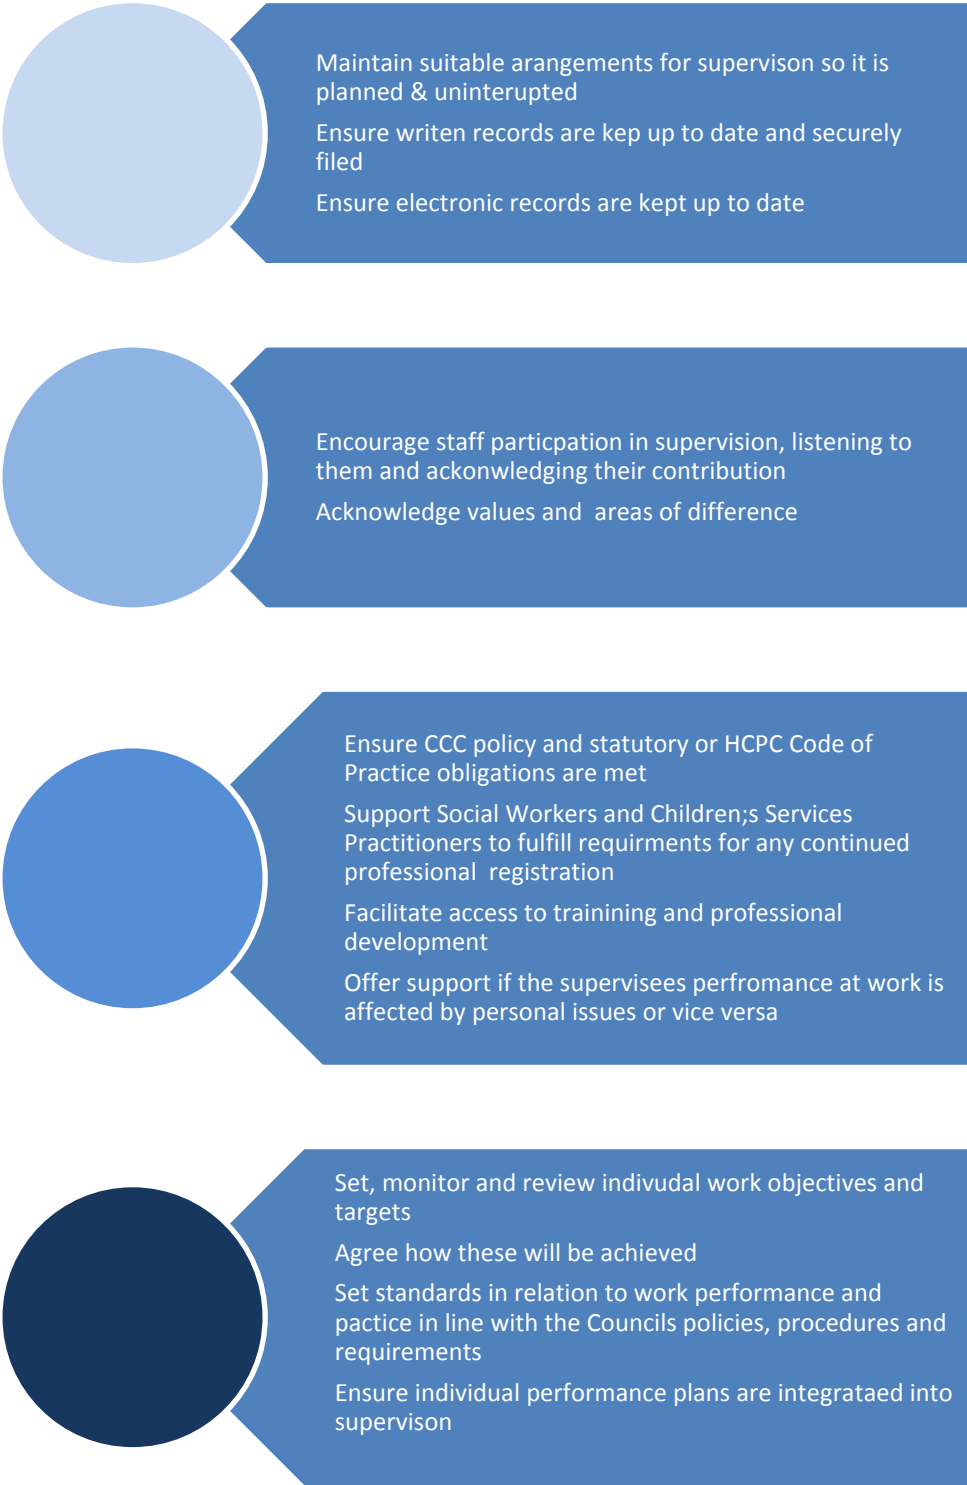 Maintain suitable arangements for supervison so it is
planned & uninterupted
Ensure writen records are kep up to date and securely
filed
Ensure electronic records are kept up to date
Encourage staff particpation in supervision, listening to
them and ackonwledging their contribution
Acknowledge values and  areas of difference
Ensure CCC policy and statutory or HCPC Code of
Practice obligations are met
Support Social Workers and Children;s Services
Practitioners to fulfill requirments for any continued
professional  registration
Facilitate access to trainining and professional
development
Offer support if the supervisees perfromance at work is
affected by personal issues or vice versa
Set, monitor and review indivudal work objectives and
targets
Agree how these will be achieved
Set standards in relation to work performance and
pactice in line with the Councils policies, procedures and
requirements
Ensure individual performance plans are integrataed into
supervison